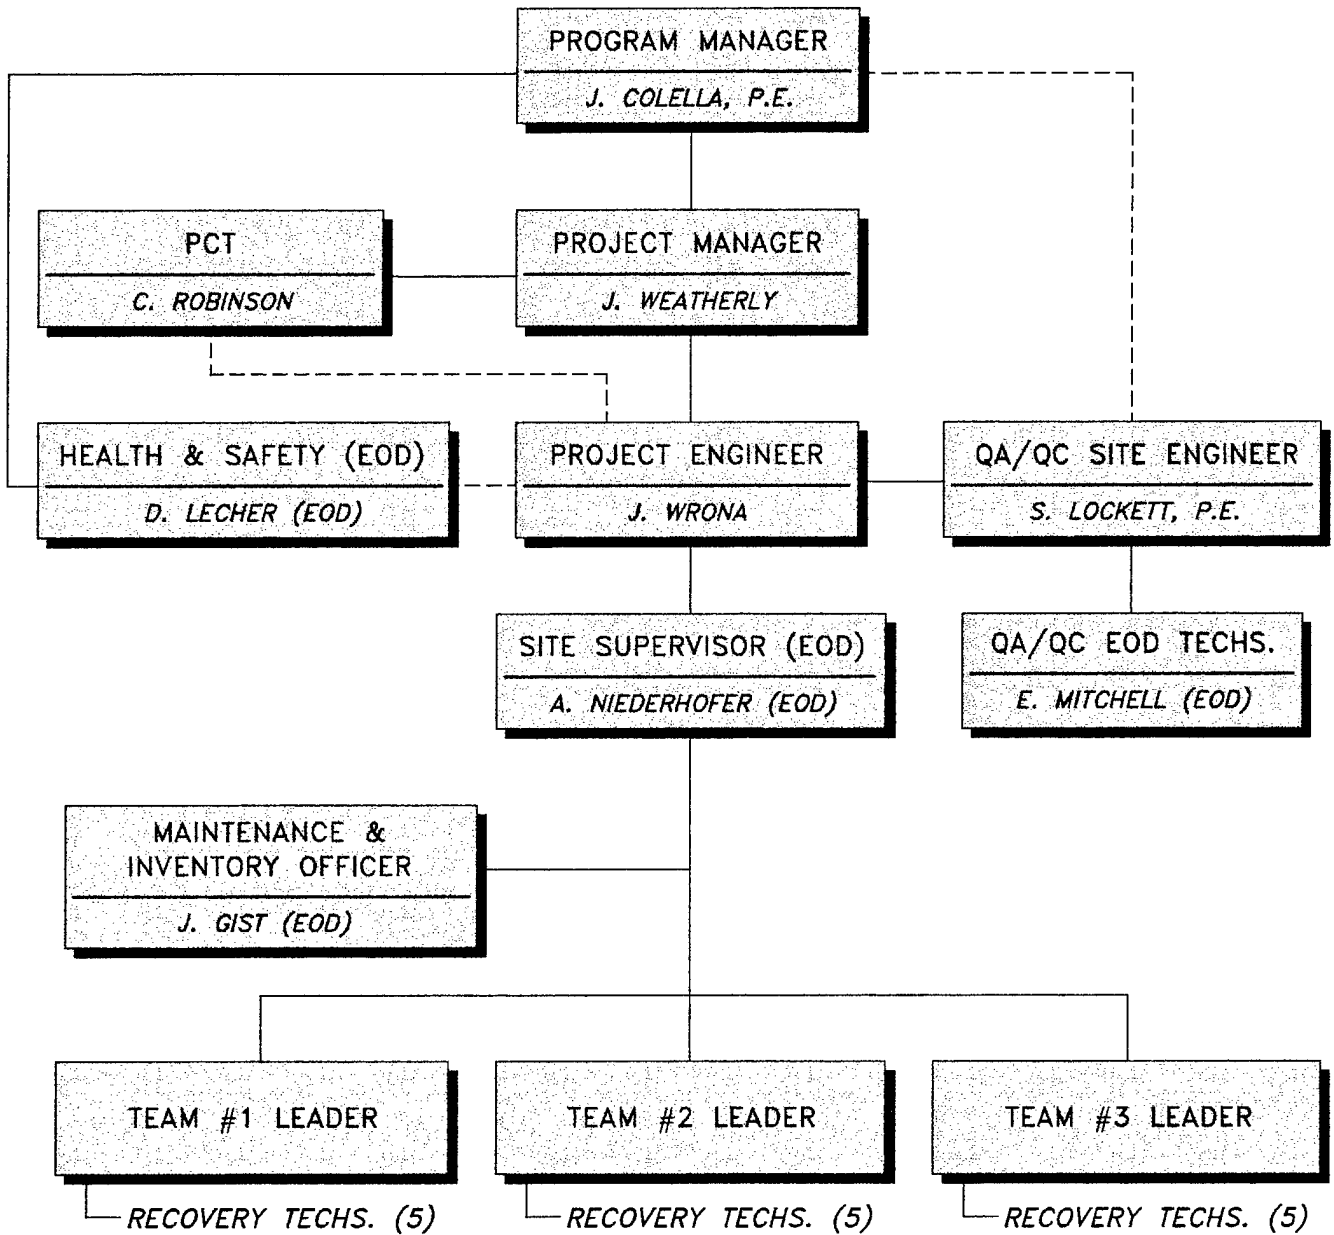 PROGRAM MANAGER
J. COLELLA, P.E.
PCT
C. ROBINSON
PROJECT MANAGER
J. WEATHERLY
HEALTH & SAFETY (EOD)
D. LECHER (EOD)
PROJECT ENGINEER
J. WRONA
QA/QC SITE ENGINEER
S. LOCKETT, P.E.
SITE SUPERVISOR (EOD)
A. NIEDERHOFER (EOD)
QA/QC EOD TECHS.
E. MITCHELL (EOD)
MAINTENANCE &
INVENTORY OFFICER
J. GIST (EOD)
TEAM #1 LEADER
RECOVERY TECHS. (5)
TEAM #2 LEADER
RECOVERY TECHS. (5)
TEAM #3 LEADER
RECOVERY TECHS. (5)